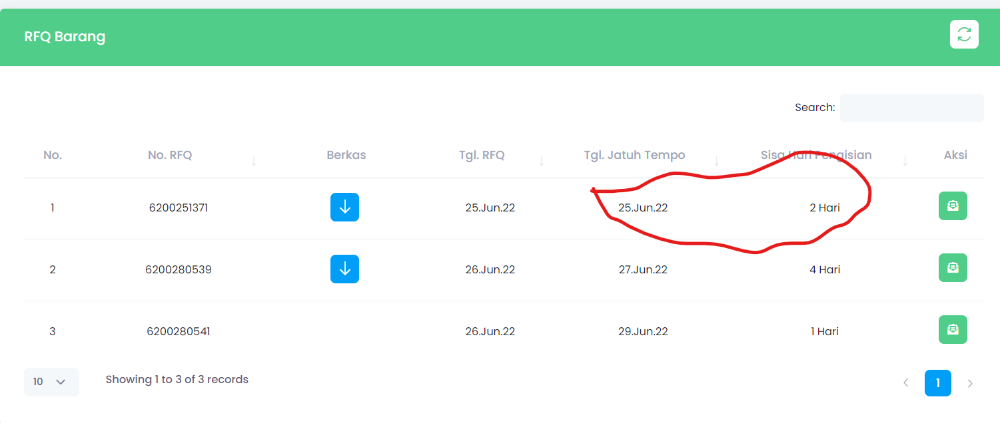 RFQ Barang
Search:
No. No. RFQ Berkas Tgl. RFQ Tgl. Jatuh Tempo Sisa Hari Pengisian Aksi
1 6200251371 25.Jun.22 25.Jun.22 2 Hari
2 6200280539 26.Jun.22 27.Jun.22 4 Hari
3 6200280541 26.Jun.22 29.Jun.22 1 Hari
10 Showing 1 to 3 of 3 records 1